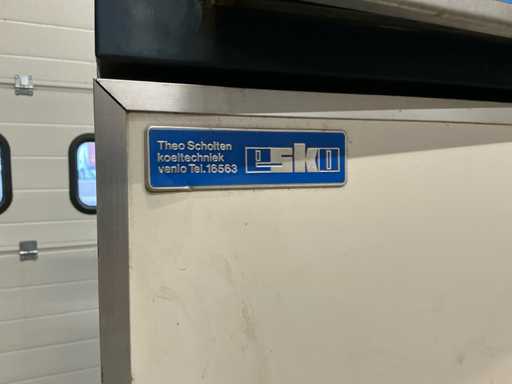 Theo Scholten
koeltechniek
venlo Tel.16563
esko